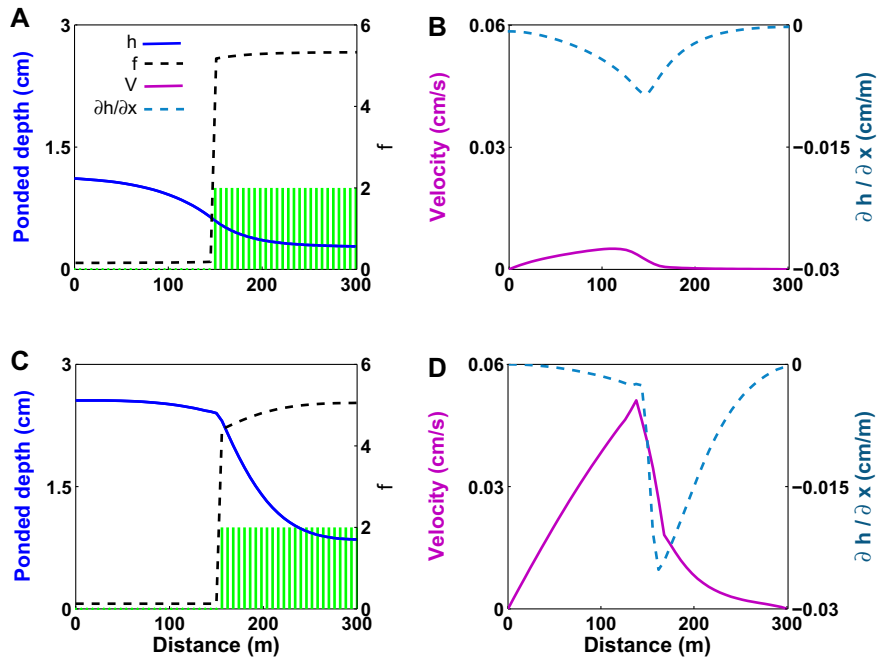 A
Ponded depth (cm)
3
1.5
0
h
f
V
∂h/∂x
6
4
2
0
f
0
100
200
300
B
Velocity (cm/s)
0.06
0.03
0
0
−0.015
−0.03
∂ h / ∂ x (cm/m)
0
100
200
300
C
Ponded depth (cm)
3
1.5
0
6
4
2
0
f
0
100
200
300
Distance (m)
D
Velocity (cm/s)
0.06
0.03
0
0
−0.015
−0.03
∂ h / ∂ x (cm/m)
0
100
200
300
Distance (m)